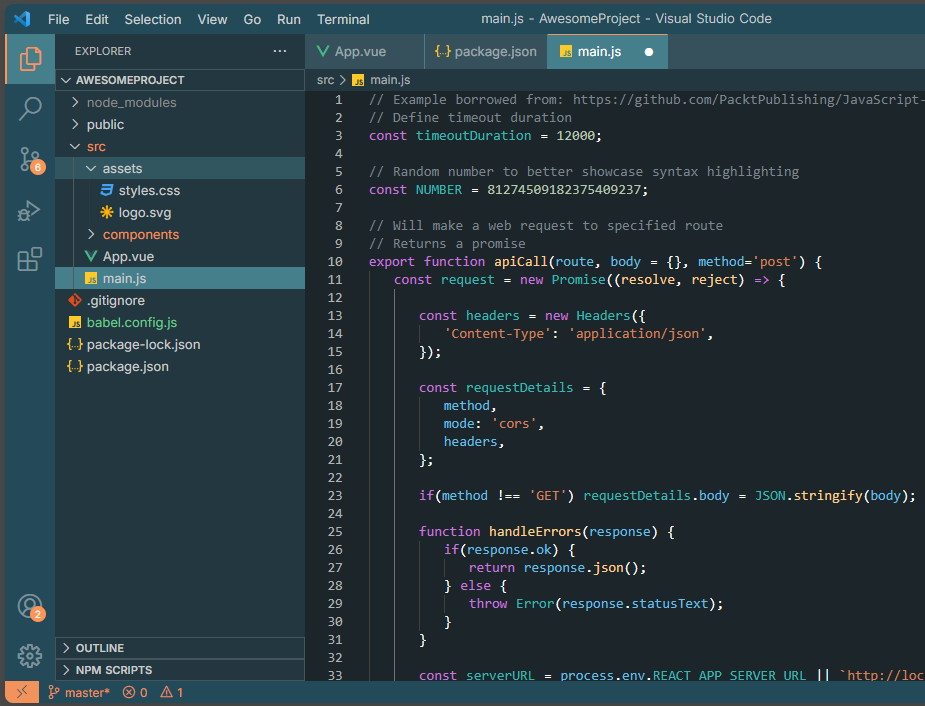 File Edit Selection View Go Run Terminal main.js - AwesomeProject - Visual Studio Code
EXPLORER ···
AWESOMEPROJECT
node_modules
public
src
assets
styles.css
logo.svg
components
App.vue
main.js
.gitignore
babel.config.js
package-lock.json
package.json
OUTLINE
NPM SCRIPTS
6
2
App.vue {..} package.json JS main.js
src > JS main.js
1 // Example borrowed from: https://github.com/PacktPublishing/JavaScript-
2 // Define timeout duration
3 const timeoutDuration = 12000;
4
5 // Random number to better showcase syntax highlighting
6 const NUMBER = 81274509182375409237;
7
8 // Will make a web request to specified route
9 // Returns a promise
10 export function apiCall(route, body = {}, method='post') {
11 const request = new Promise((resolve, reject) => {
12
13 const headers = new Headers({
14 'Content-Type': 'application/json',
15 });
16
17 const requestDetails = {
18 method,
19 mode: 'cors',
20 headers,
21 };
22
23 if(method !== 'GET') requestDetails.body = JSON.stringify(body);
24
25 function handleErrors(response) {
26 if(response.ok) {
27 return response.json();
28 } else {
29 throw Error(response.statusText);
30 }
31 }
32
33 const serverURL = process.env.REACT_APP_SERVER_URL || `http://loc
master* 0 1